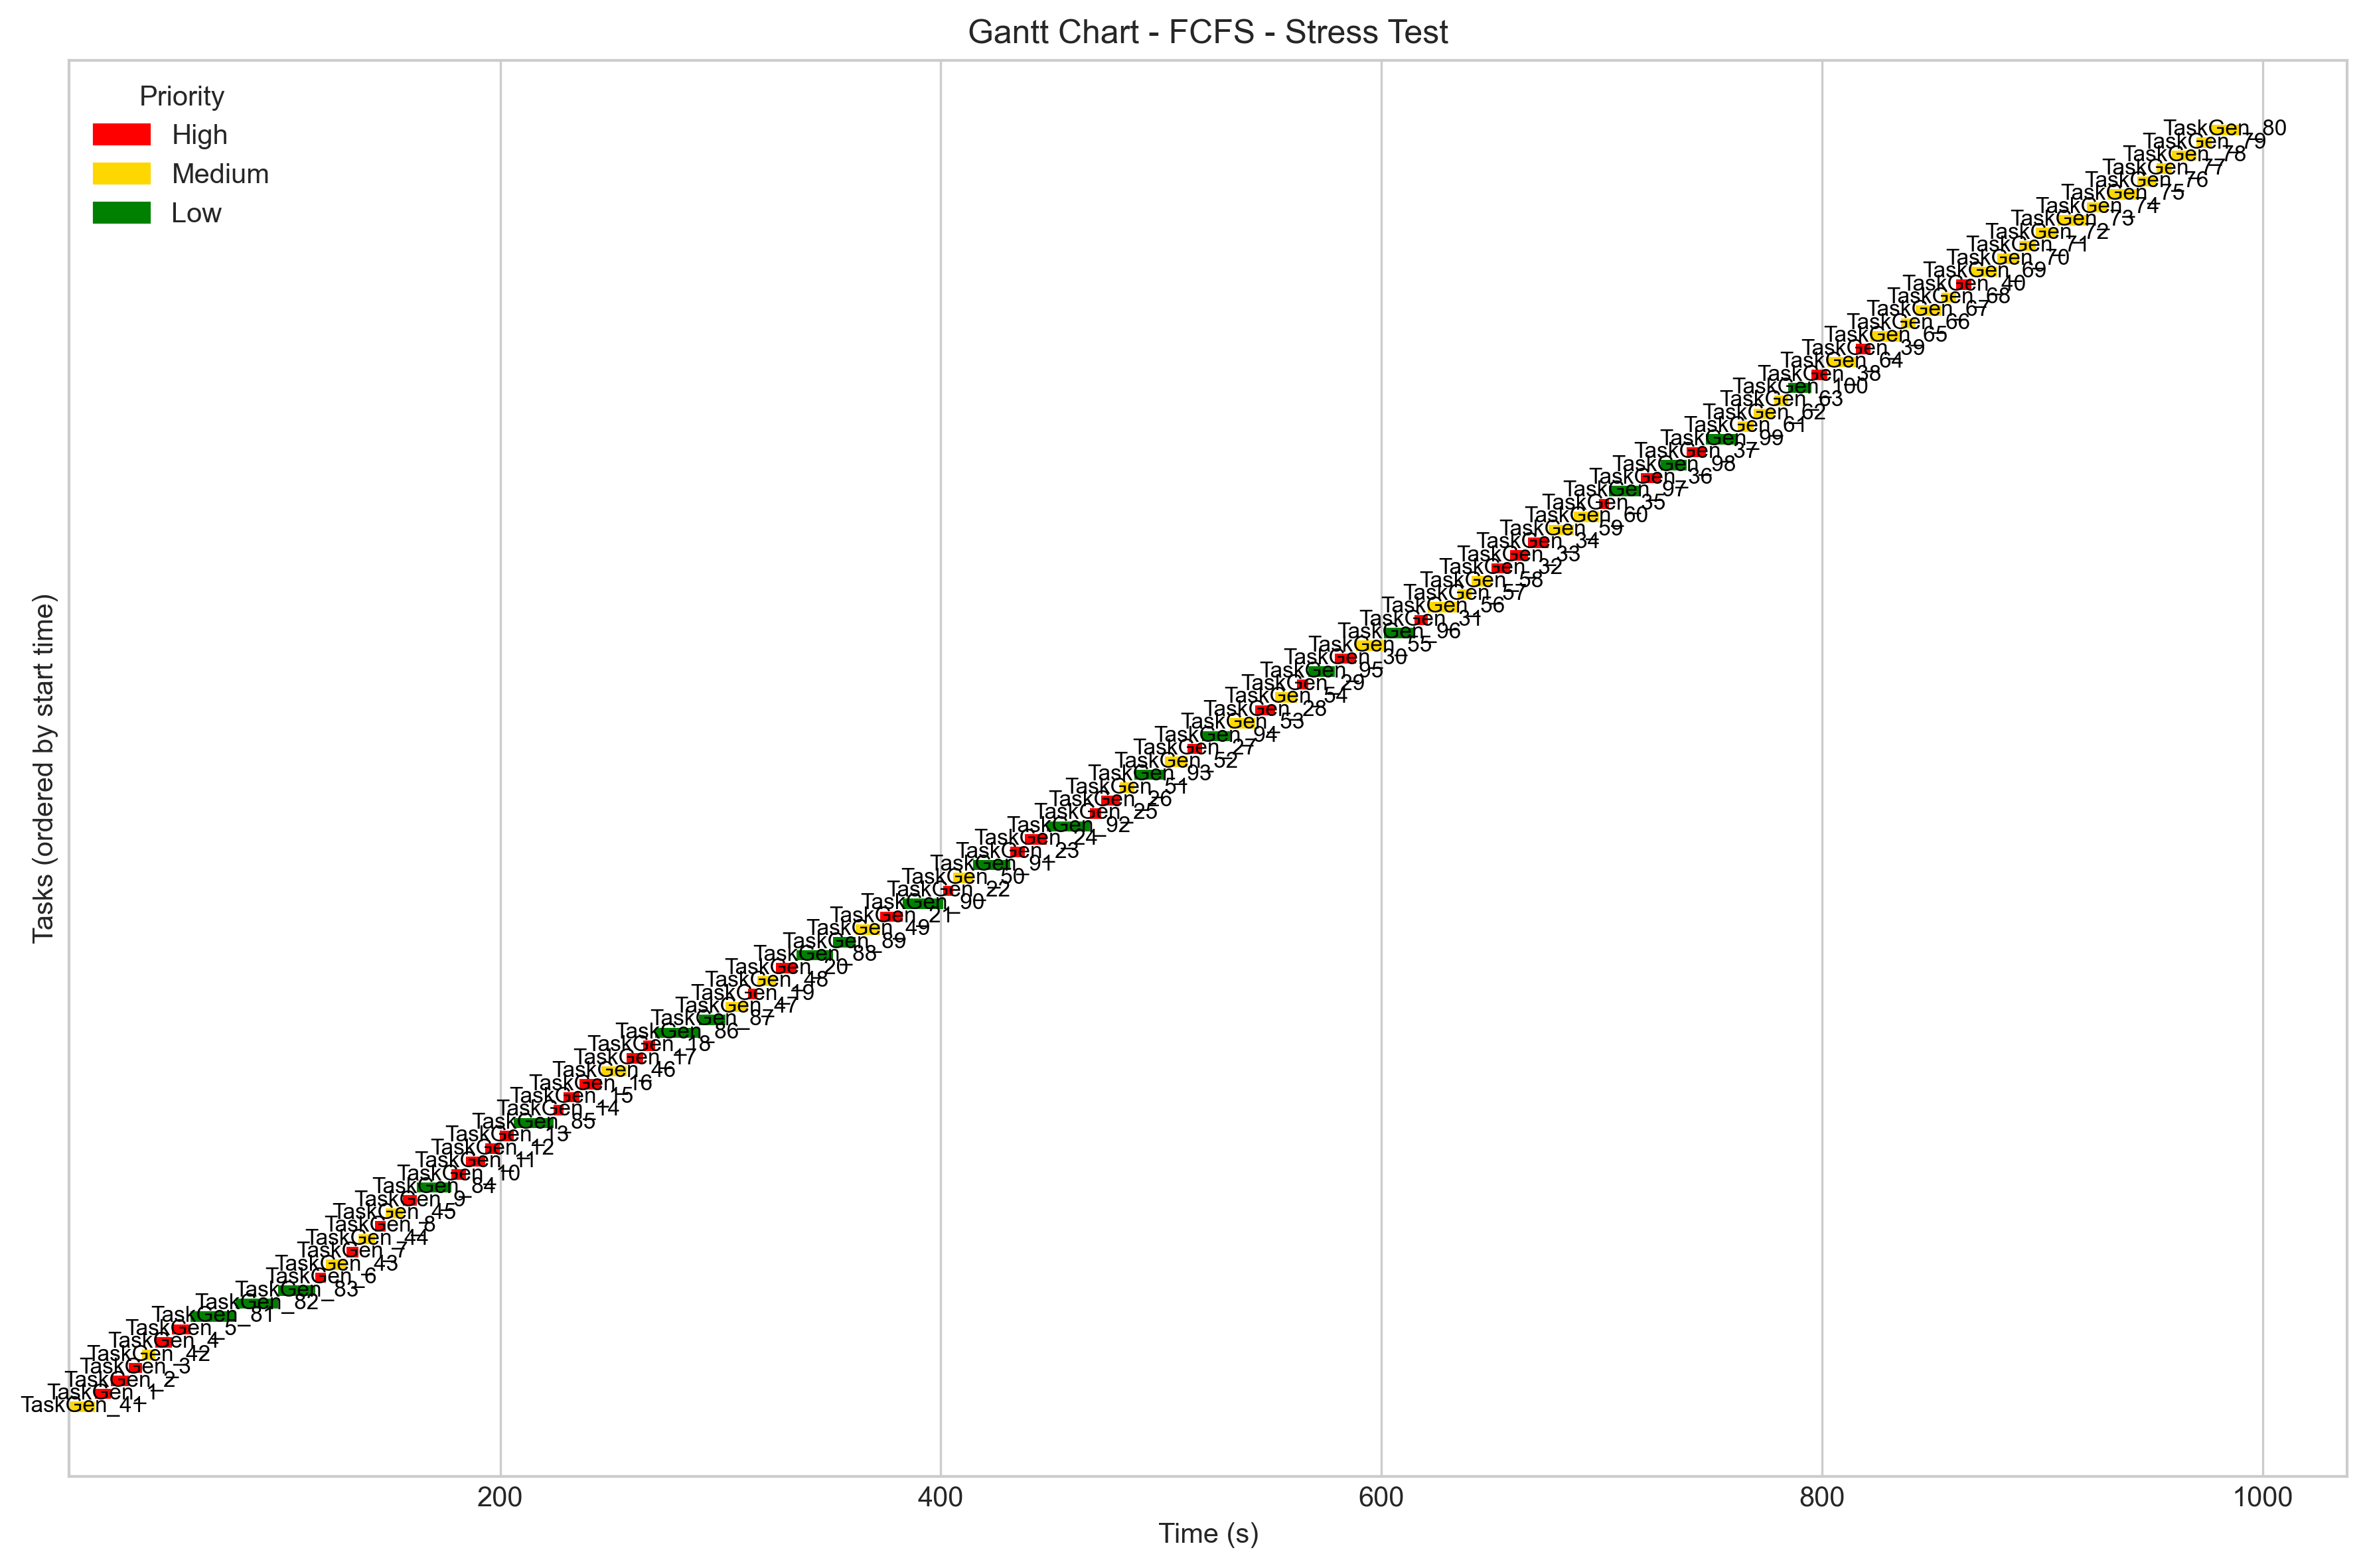 Gantt Chart - FCFS - Stress Test
Priority
High
Medium
Low
TaskGen_80
TaskGen_79
TaskGen_78
TaskGen_77
TaskGen_76
TaskGen_75
TaskGen_74
TaskGen_73
TaskGen_72
TaskGen_71
TaskGen_70
TaskGen_69
TaskGen_40
TaskGen_68
TaskGen_67
TaskGen_66
TaskGen_65
TaskGen_39
TaskGen_64
TaskGen_38
TaskGen_100
TaskGen_63
TaskGen_62
TaskGen_61
TaskGen_99
TaskGen_37
TaskGen_98
TaskGen_36
TaskGen_97
TaskGen_35
TaskGen_60
TaskGen_59
TaskGen_34
TaskGen_33
TaskGen_32
TaskGen_58
TaskGen_57
TaskGen_56
TaskGen_31
TaskGen_96
TaskGen_55
TaskGen_30
TaskGen_95
TaskGen_29
TaskGen_54
TaskGen_28
TaskGen_53
TaskGen_94
TaskGen_27
TaskGen_52
TaskGen_93
TaskGen_51
TaskGen_26
TaskGen_25
TaskGen_92
TaskGen_24
TaskGen_23
TaskGen_91
TaskGen_50
TaskGen_22
TaskGen_90
TaskGen_21
TaskGen_49
TaskGen_89
TaskGen_88
TaskGen_20
TaskGen_48
TaskGen_19
TaskGen_47
TaskGen_87
TaskGen_86
TaskGen_18
TaskGen_17
TaskGen_46
TaskGen_16
TaskGen_15
TaskGen_14
TaskGen_85
TaskGen_13
TaskGen_12
TaskGen_11
TaskGen_10
TaskGen_84
TaskGen_9
TaskGen_45
TaskGen_8
TaskGen_44
TaskGen_7
TaskGen_43
TaskGen_6
TaskGen_83
TaskGen_82
TaskGen_81
TaskGen_5
TaskGen_4
TaskGen_42
TaskGen_3
TaskGen_2
TaskGen_1
TaskGen_41
Tasks (ordered by start time)
200 400 600 800 1000
Time (s)